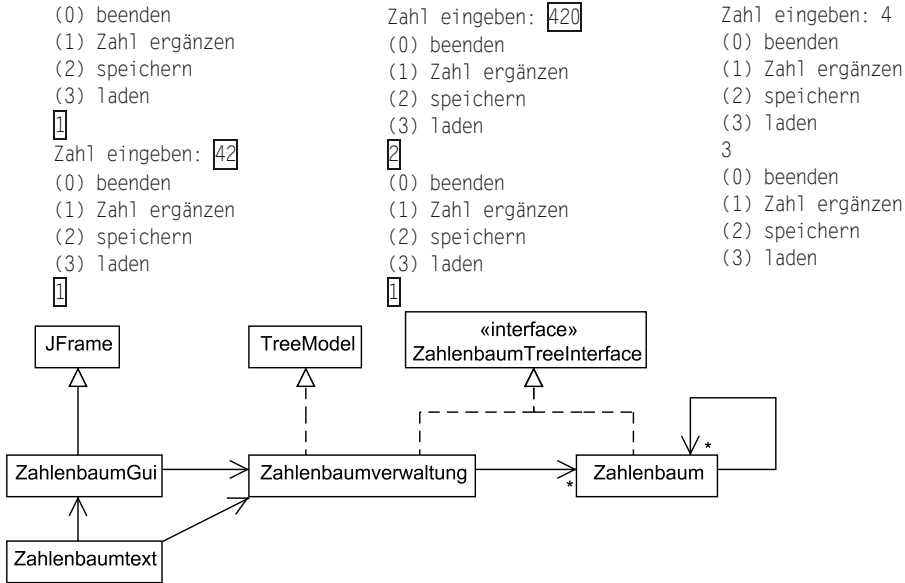 (0) beenden
(1) Zahl ergänzen
(2) speichern
(3) laden
1
Zahl eingeben: 42
(0) beenden
(1) Zahl ergänzen
(2) speichern
(3) laden
1
Zahl eingeben: 420
(0) beenden
(1) Zahl ergänzen
(2) speichern
(3) laden
2
(0) beenden
(1) Zahl ergänzen
(2) speichern
(3) laden
1
Zahl eingeben: 4
(0) beenden
(1) Zahl ergänzen
(2) speichern
(3) laden
3
(0) beenden
(1) Zahl ergänzen
(2) speichern
(3) laden
JFrame
TreeModel
«interface»
ZahlenbaumTreeInterface
ZahlenbaumGui
Zahlenbaumverwaltung
*
Zahlenbaum
*
Zahlenbaumtext